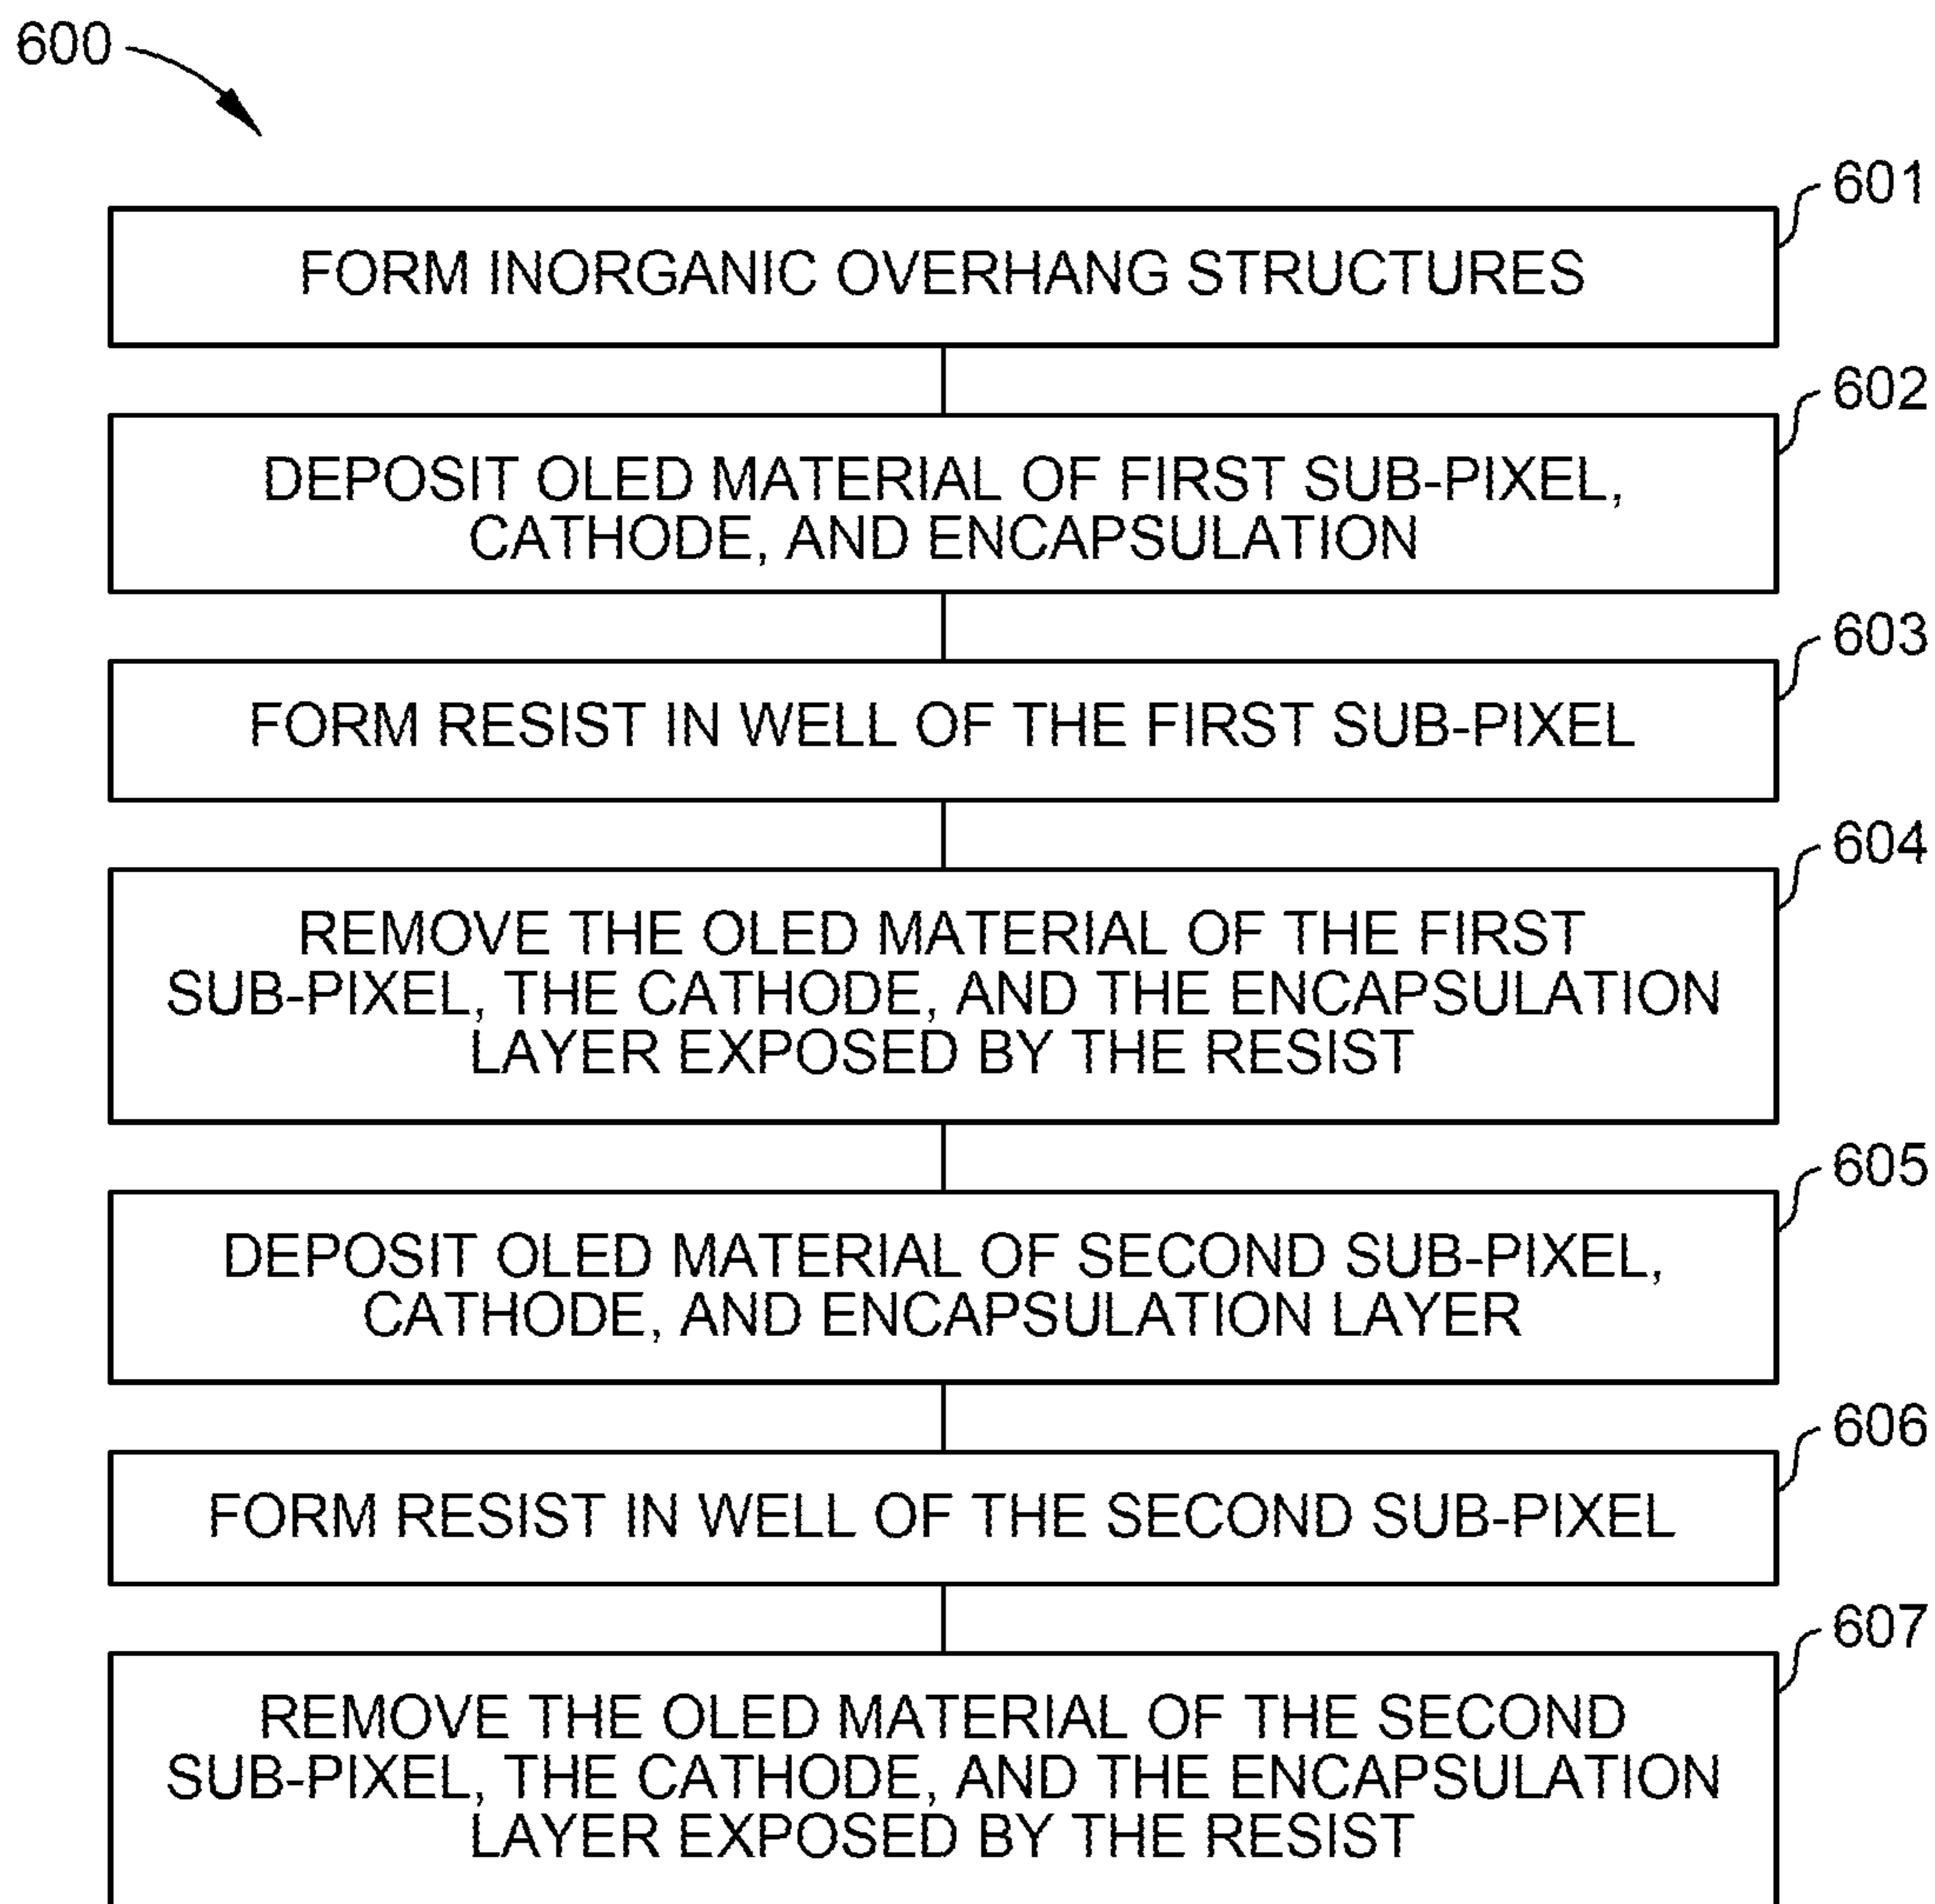 600
601
FORM INORGANIC OVERHANG STRUCTURES
602
DEPOSIT OLED MATERIAL OF FIRST SUB-PIXEL,
CATHODE, AND ENCAPSULATION
603
FORM RESIST IN WELL OF THE FIRST SUB-PIXEL
604
REMOVE THE OLED MATERIAL OF THE FIRST
SUB-PIXEL, THE CATHODE, AND THE ENCAPSULATION
LAYER EXPOSED BY THE RESIST
605
DEPOSIT OLED MATERIAL OF SECOND SUB-PIXEL,
CATHODE, AND ENCAPSULATION LAYER
606
FORM RESIST IN WELL OF THE SECOND SUB-PIXEL
607
REMOVE THE OLED MATERIAL OF THE SECOND
SUB-PIXEL, THE CATHODE, AND THE ENCAPSULATION
LAYER EXPOSED BY THE RESIST